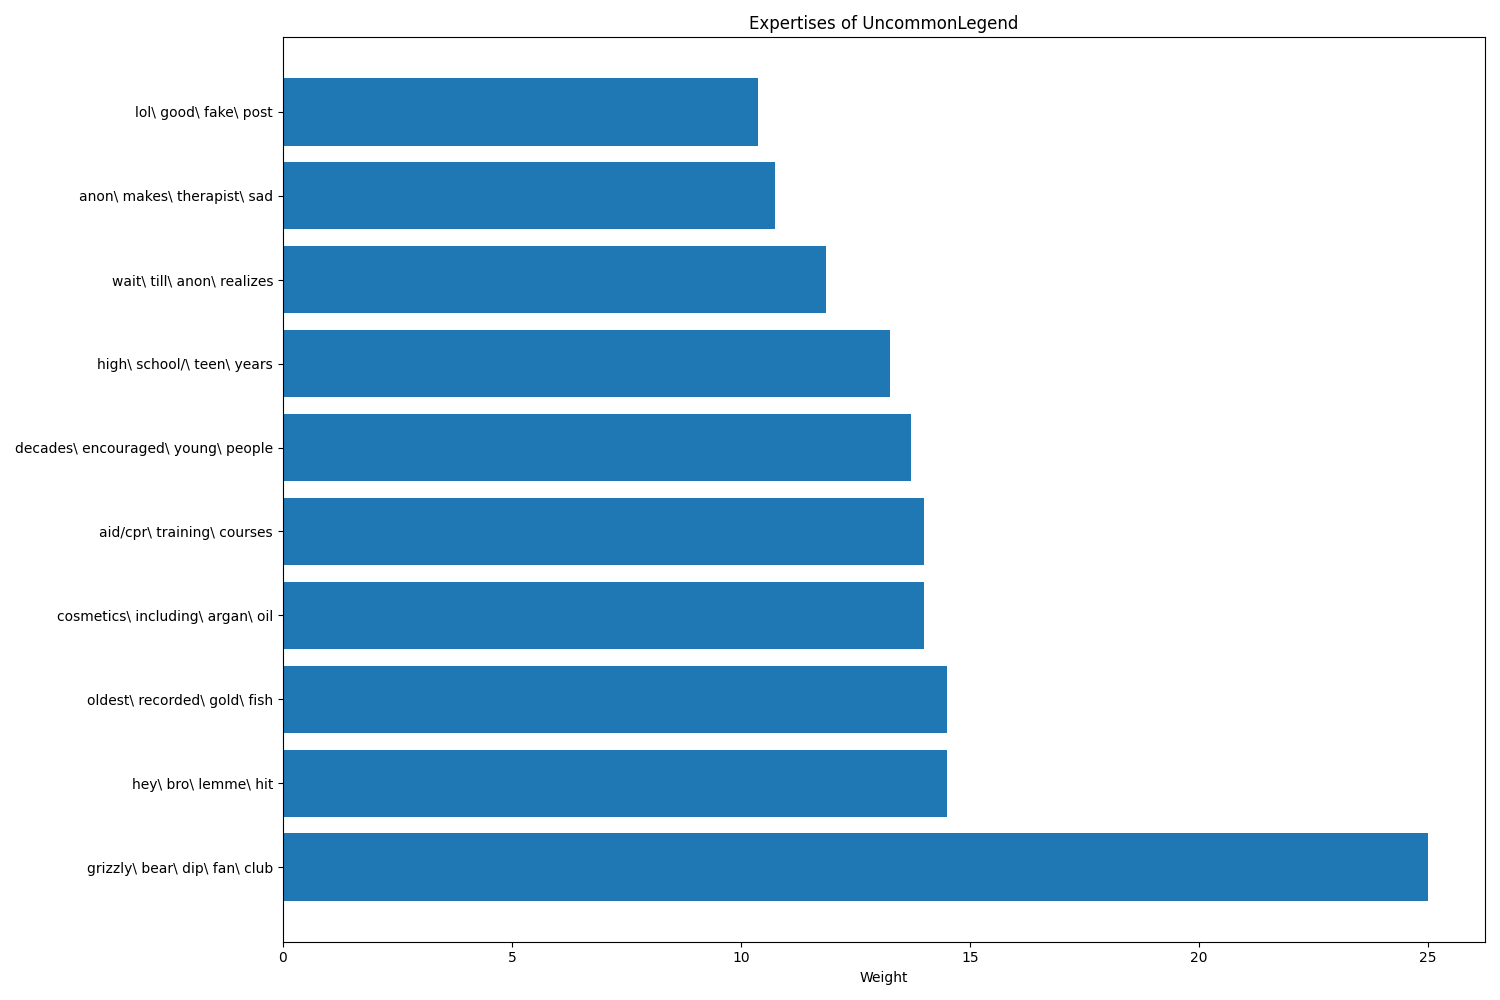 Expertises of UncommonLegend
lol\ good\ fake\ post
anon\ makes\ therapist\ sad
wait\ till\ anon\ realizes
high\ school/\ teen\ years
decades\ encouraged\ young\ people
aid/cpr\ training\ courses
cosmetics\ including\ argan\ oil
oldest\ recorded\ gold\ fish
hey\ bro\ lemme\ hit
grizzly\ bear\ dip\ fan\ club
0 5 10 15 20 25
Weight